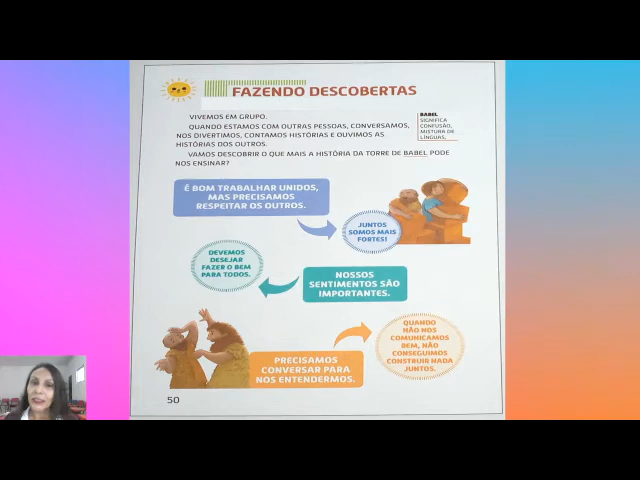 FAZENDO DESCOBERTAS
VIVEMOS EM GRUPO.
QUANDO ESTAMOS COM OUTRAS PESSOAS, CONVERSAMOS,
NOS DIVERTIMOS, CONTAMOS HISTÓRIAS E OUVIMOS AS
HISTÓRIAS DOS OUTROS.
VAMOS DESCOBRIR O QUE MAIS A HISTÓRIA DA TORRE DE BABEL PODE
NOS ENSINAR?
BABEL
SIGNIFICA
CONFUSÃO,
MISTURA DE
LÍNGUAS.
É BOM TRABALHAR UNIDOS,
MAS PRECISAMOS
RESPEITAR OS OUTROS.
JUNTOS
SOMOS MAIS
FORTES!
DEVEMOS
DESEJAR
FAZER O BEM
PARA TODOS.
NOSSOS
SENTIMENTOS SÃO
IMPORTANTES.
QUANDO
NÃO NOS
COMUNICAMOS
BEM, NÃO
CONSEGUIMOS
CONSTRUIR NADA
JUNTOS.
PRECISAMOS
CONVERSAR PARA
NOS ENTENDERMOS.
50